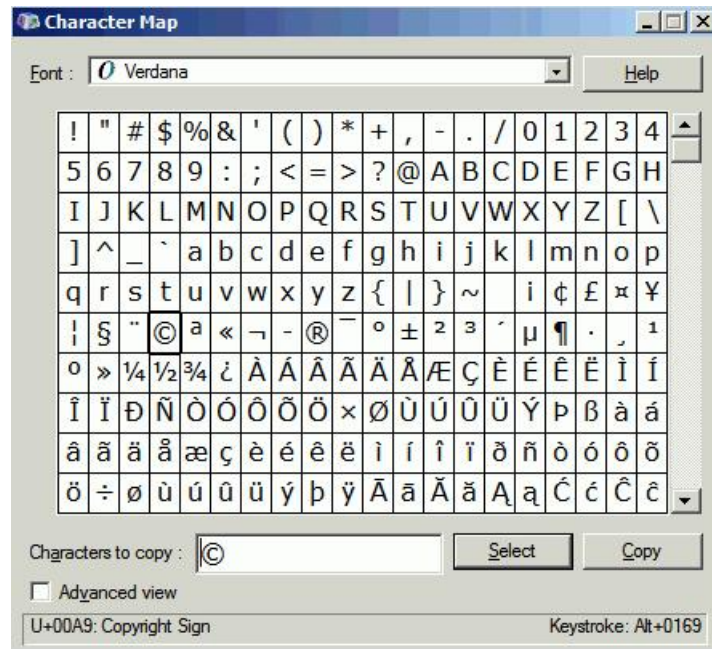 Character Map
Font : O Verdana Help
! " # $ % & ' ( ) * + , - . / 0 1 2 3 4
5 6 7 8 9 : ; < = > ? @ A B C D E F G H
I J K L M N O P Q R S T U V W X Y Z [ \
] ^ _ ` a b c d e f g h i j k l m n o p
q r s t u v w x y z { | } ~ ¡ ¢ £ ¤ ¥
¦ § ¨ © ª « ¬ - ® ¯ ° ± ² ³ ´ µ ¶ · ¸ ¹
º » ¼ ½ ¾ ¿ À Á Â Ã Ä Å Æ Ç È É Ê Ë Ì Í
Î Ï Ð Ñ Ò Ó Ô Õ Ö × Ø Ù Ú Û Ü Ý Þ ß à á
â ã ä å æ ç è é ê ë ì í î ï ð ñ ò ó ô õ
ö ÷ ø ù ú û ü ý þ ÿ Ā ā Ă ă Ą ą Ć ć Ĉ ĉ
Characters to copy : © Select Copy
Advanced view
U+00A9: Copyright Sign Keystroke: Alt+0169